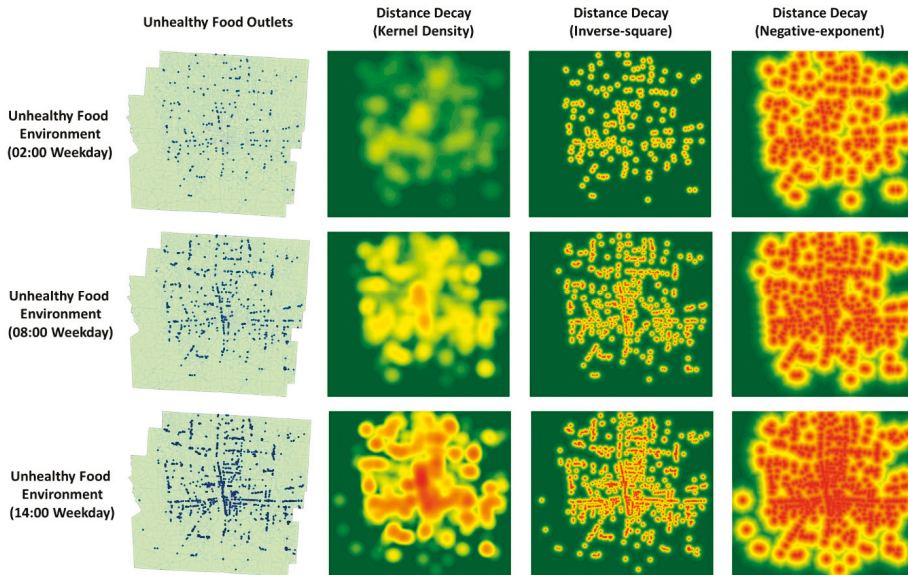 Unhealthy Food Outlets
Distance Decay
(Kernel Density)
Distance Decay
(Inverse-square)
Distance Decay
(Negative-exponent)
Unhealthy Food
Environment
(02:00 Weekday)
Unhealthy Food
Environment
(08:00 Weekday)
Unhealthy Food
Environment
(14:00 Weekday)